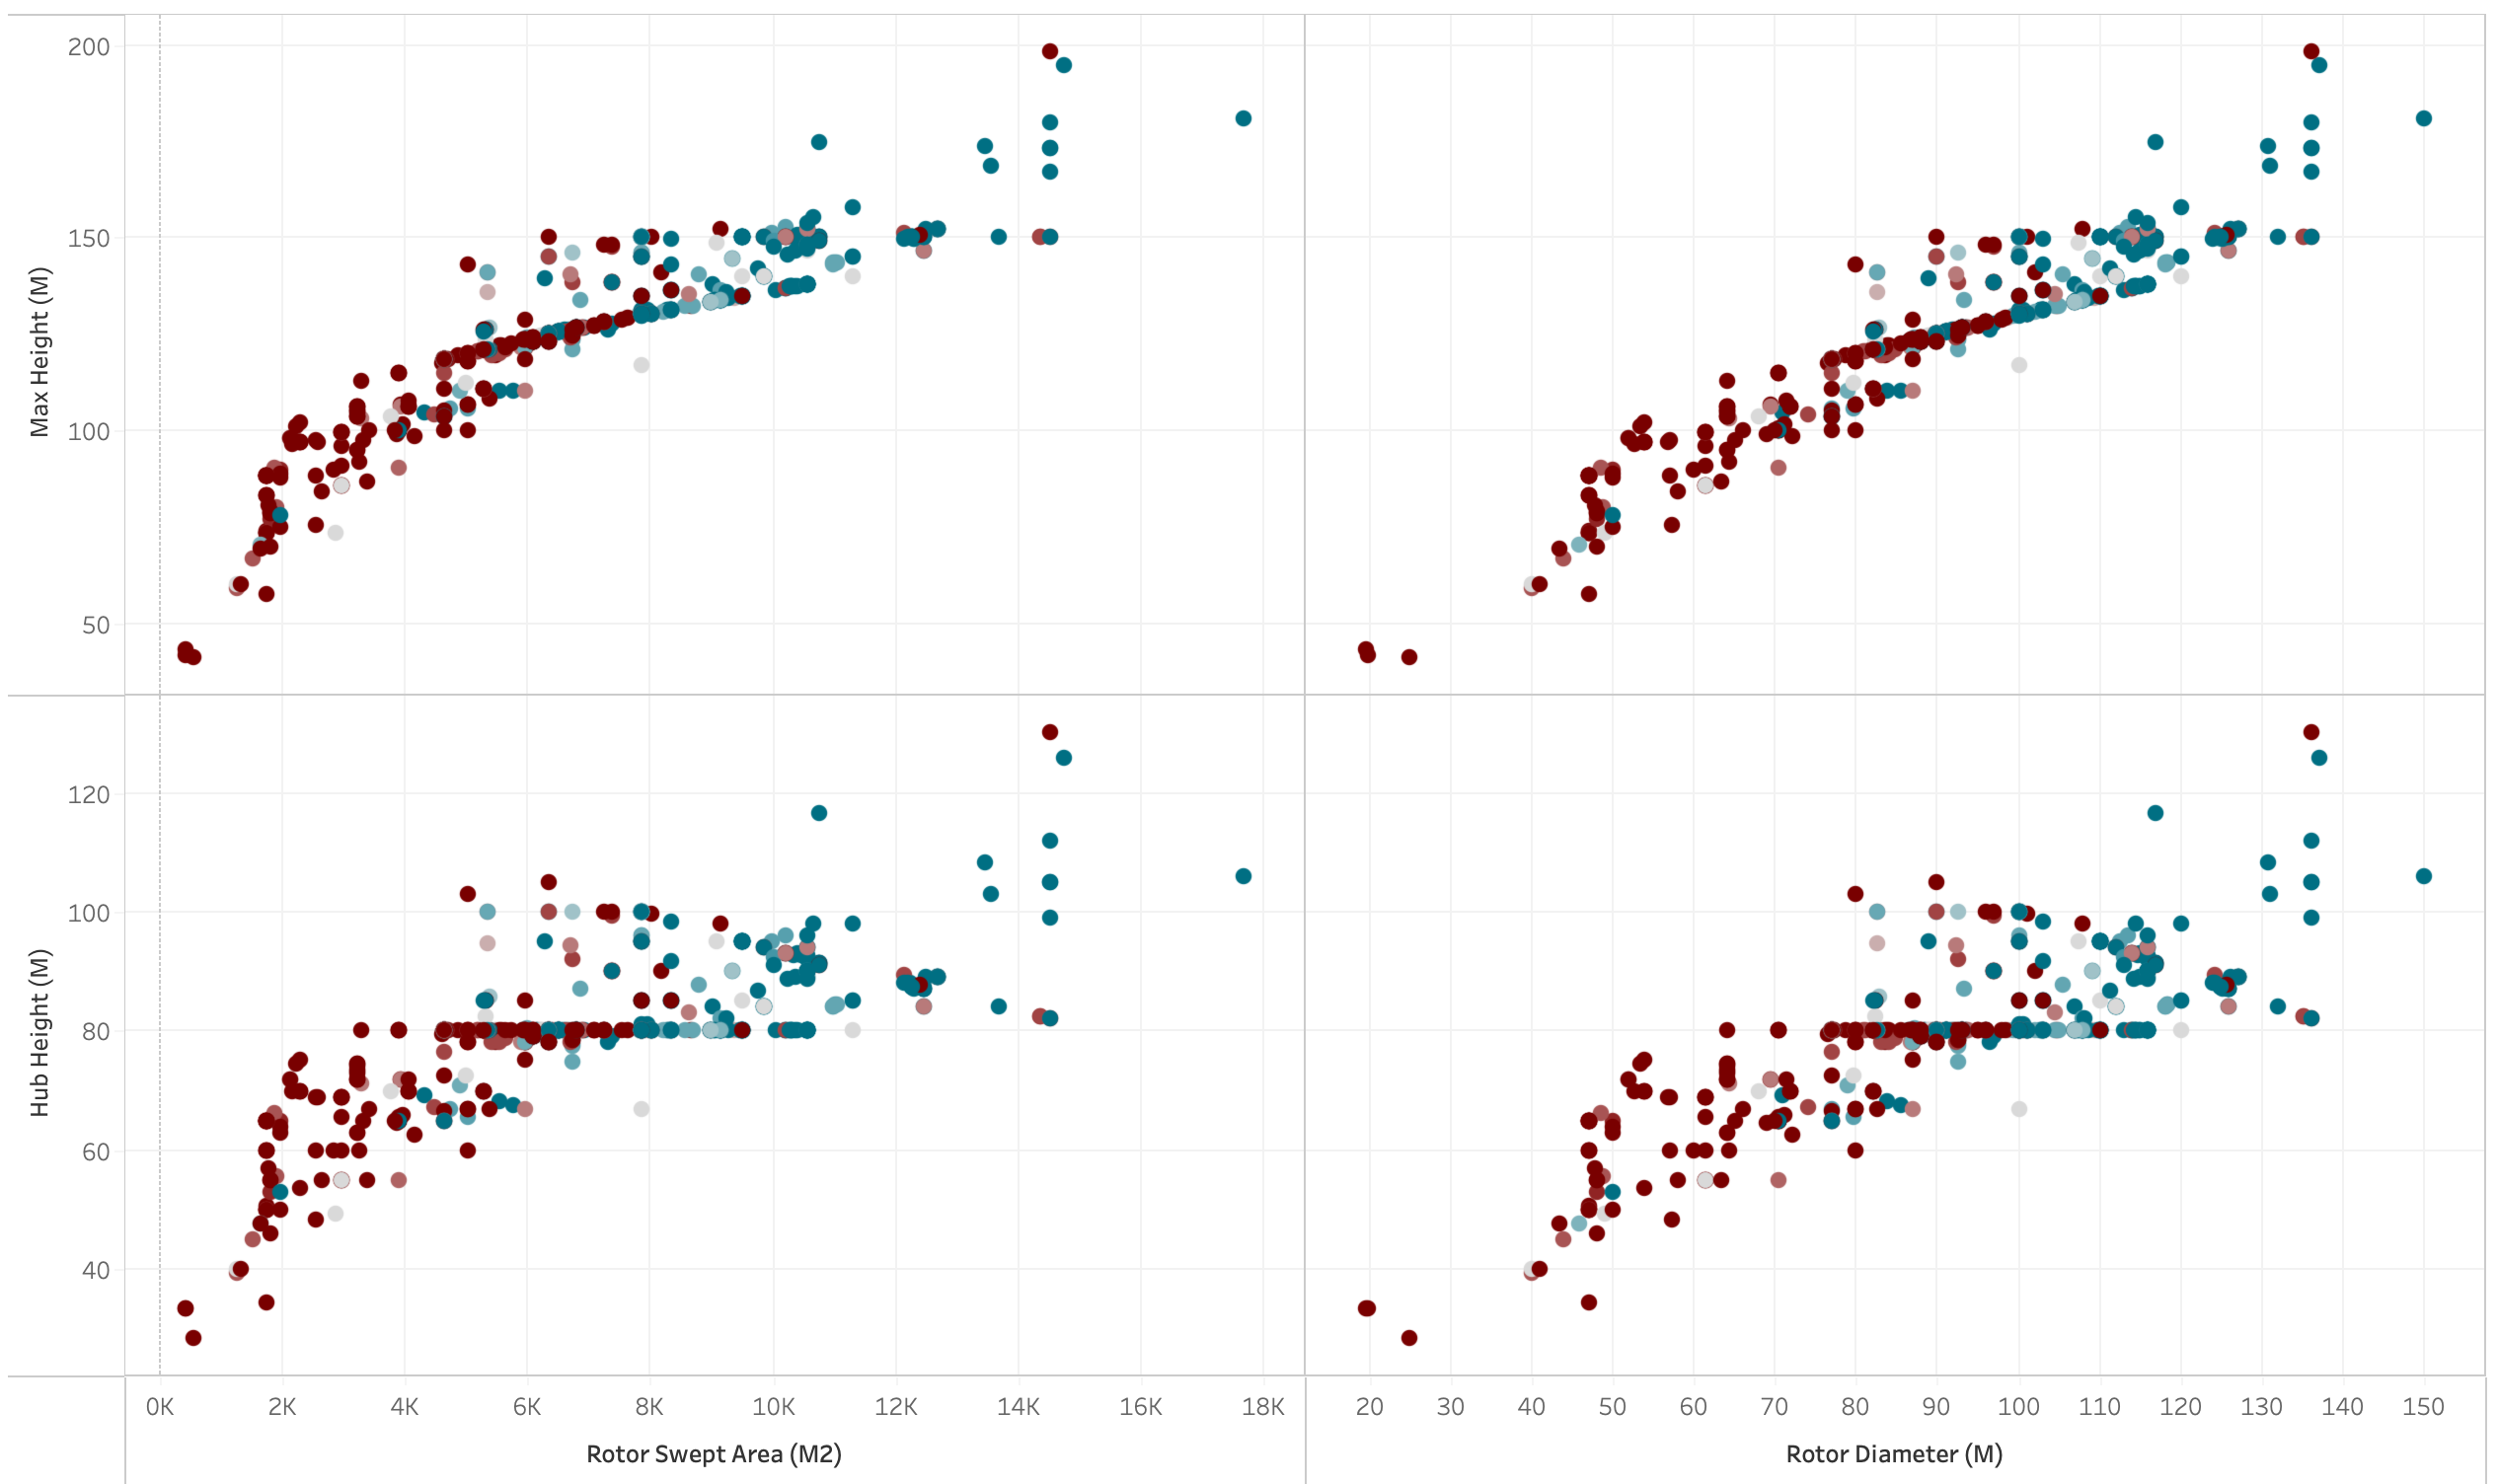 200
150
100
50
Max Height (M)
120
100
80
60
40
Hub Height (M)
0K 2K 4K 6K 8K 10K 12K 14K 16K 18K
20 30 40 50 60 70 80 90 100 110 120 130 140 150
Rotor Swept Area (M2)
Rotor Diameter (M)